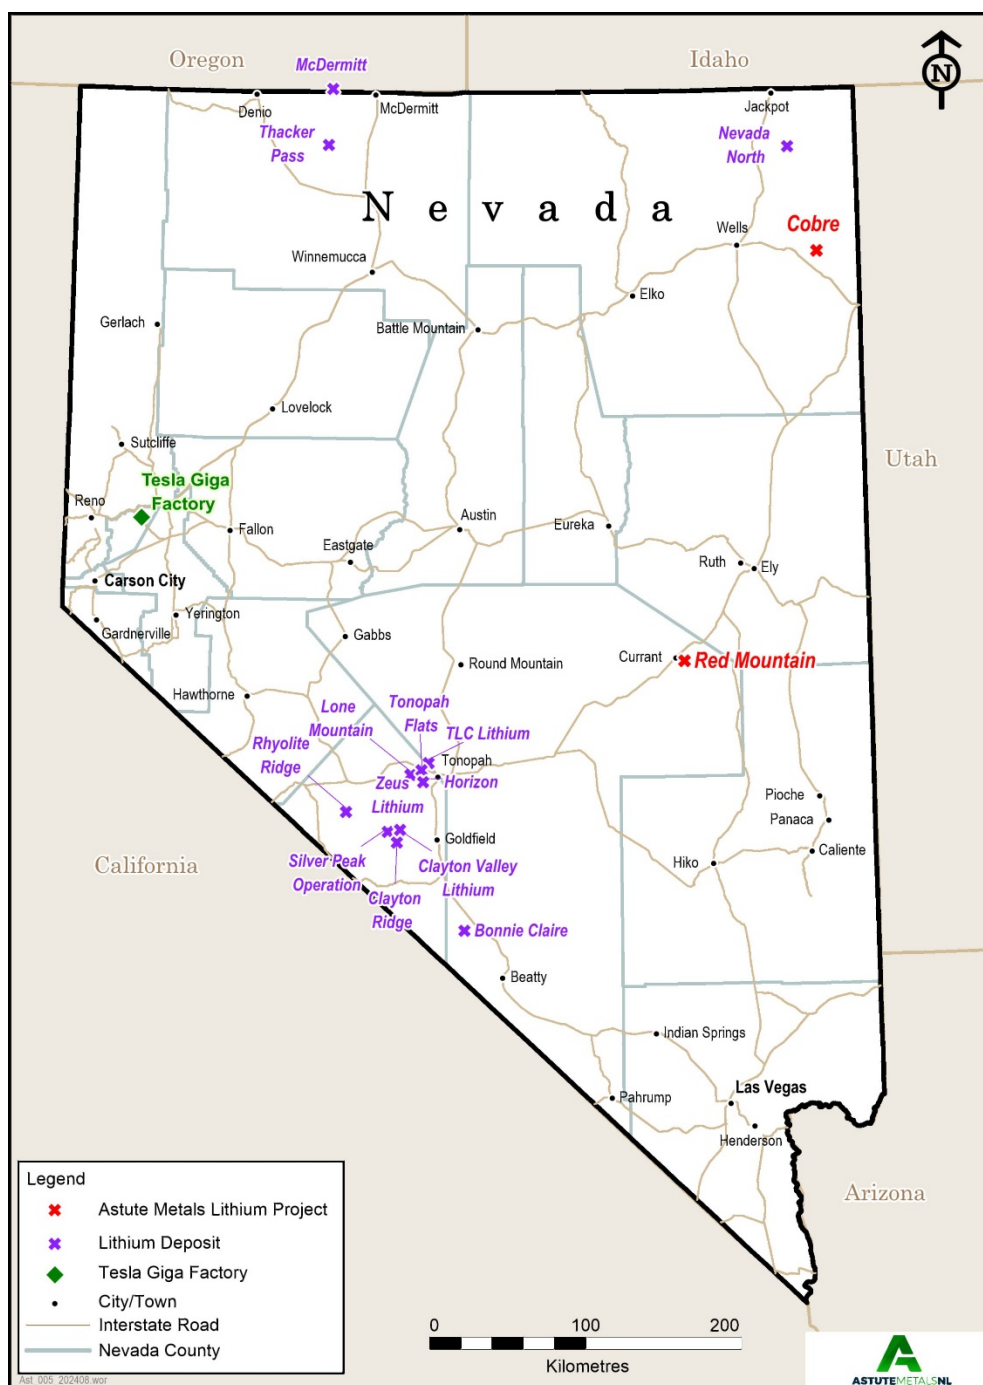 Oregon
Idaho
McDermitt
N
Denio
McDermitt
Jackpot
Thacker
Pass
Nevada
North
Nevada
Cobre
Wells
Winnemucca
Elko
Gerlach
Battle Mountain
Lovelock
Sutcliffe
Utah
Tesla Giga
Factory
Reno
Fallon
Austin
Eureka
Eastgate
Ruth
Ely
Carson City
Yerington
Gardnerville
Gabbs
Round Mountain
Currant
Red Mountain
Hawthorne
Lone
Mountain
Tonopah
Flats
TLC Lithium
Rhyolite
Ridge
Tonopah
Zeus
Lithium
Horizon
Pioche
Panaca
Goldfield
Caliente
Hiko
California
Silver Peak
Operation
Clayton Valley
Lithium
Clayton
Ridge
Bonnie Claire
Beatty
Indian Springs
Las Vegas
Pahrump
Henderson
Arizona
Legend
Astute Metals Lithium Project
Lithium Deposit
Tesla Giga Factory
City/Town
Interstate Road
Nevada County
0 100 200
Kilometres
Ast_005_202408.wor
ASTUTEMETALSNL